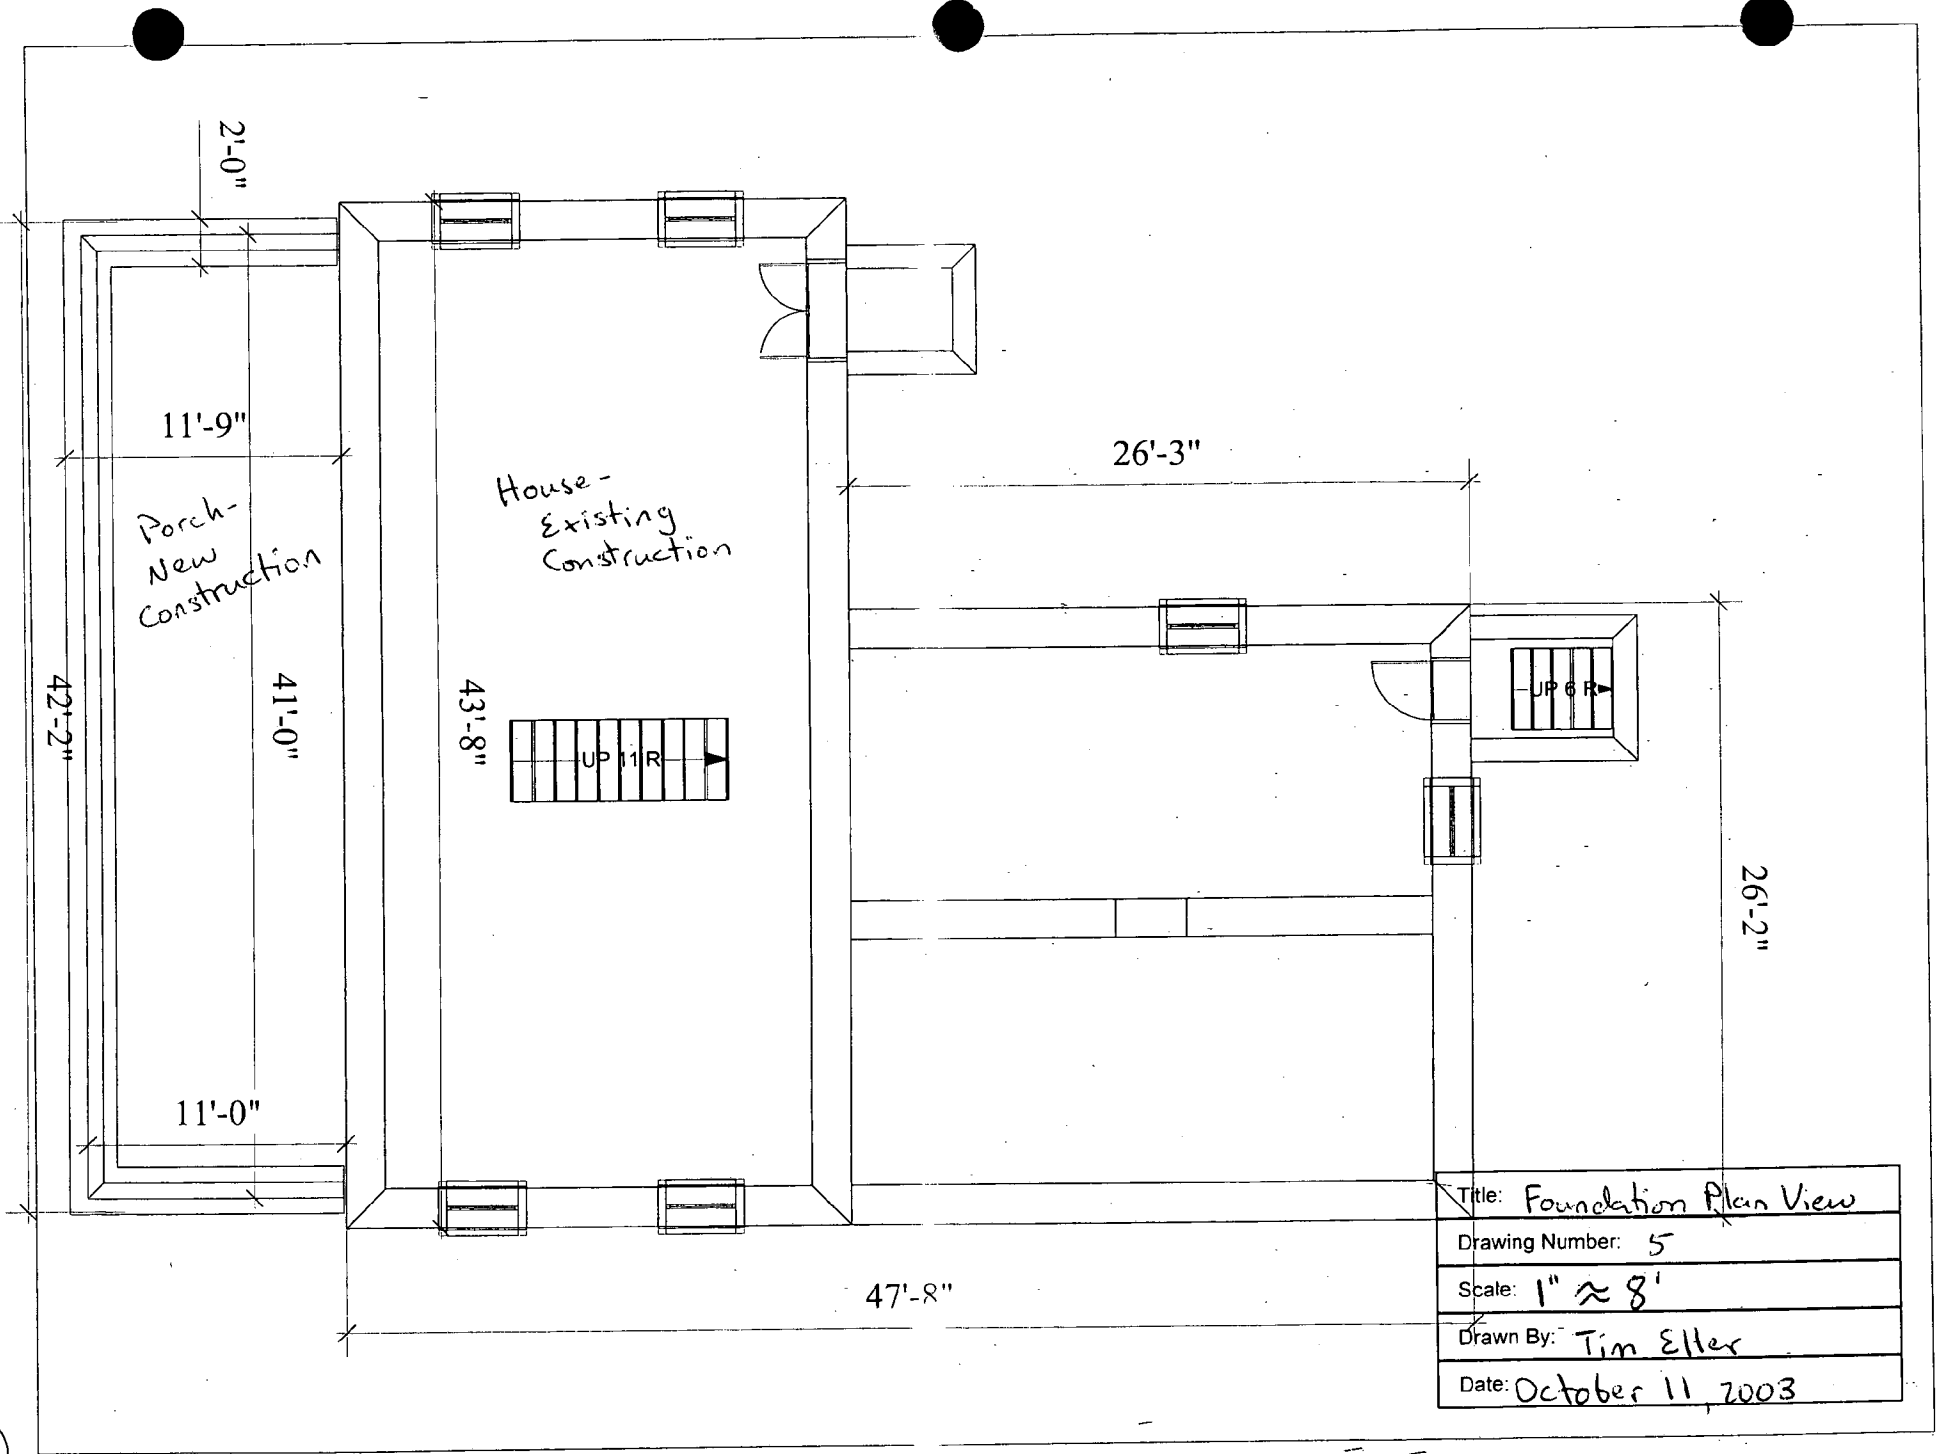 2'-0"
11'-9"
House-
Existing
Construction
26'-3"
Porch-
New
Construction
42'-2"
41'-0"
43'-8"
UP 11 R
UP 6 R
26'-2"
11'-0"
47'-8"
Title: Foundation Plan View
Drawing Number: 5
Scale: 1" ≈ 8'
Drawn By: Tim Eller
Date: October 11, 2003